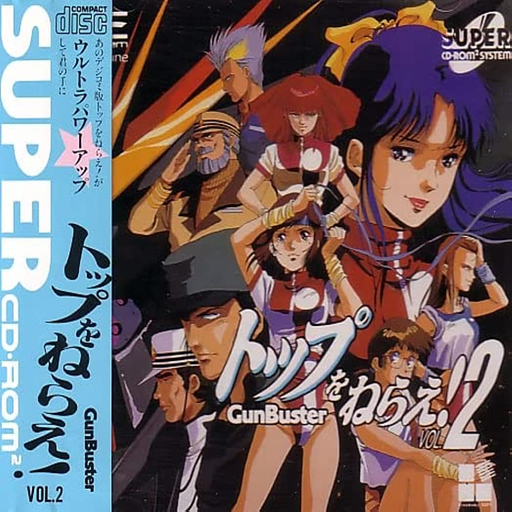 COMPACT
disc
SUPER
CD-ROM²
あのデジコミ版トップをねらえ!が
ウルトラパワーアップ
して君の手に
トップをねらえ!
GunBuster
VOL.2
SUPER
CD-ROM² SYSTEM
トップをねらえ!2
GunBuster
VOL